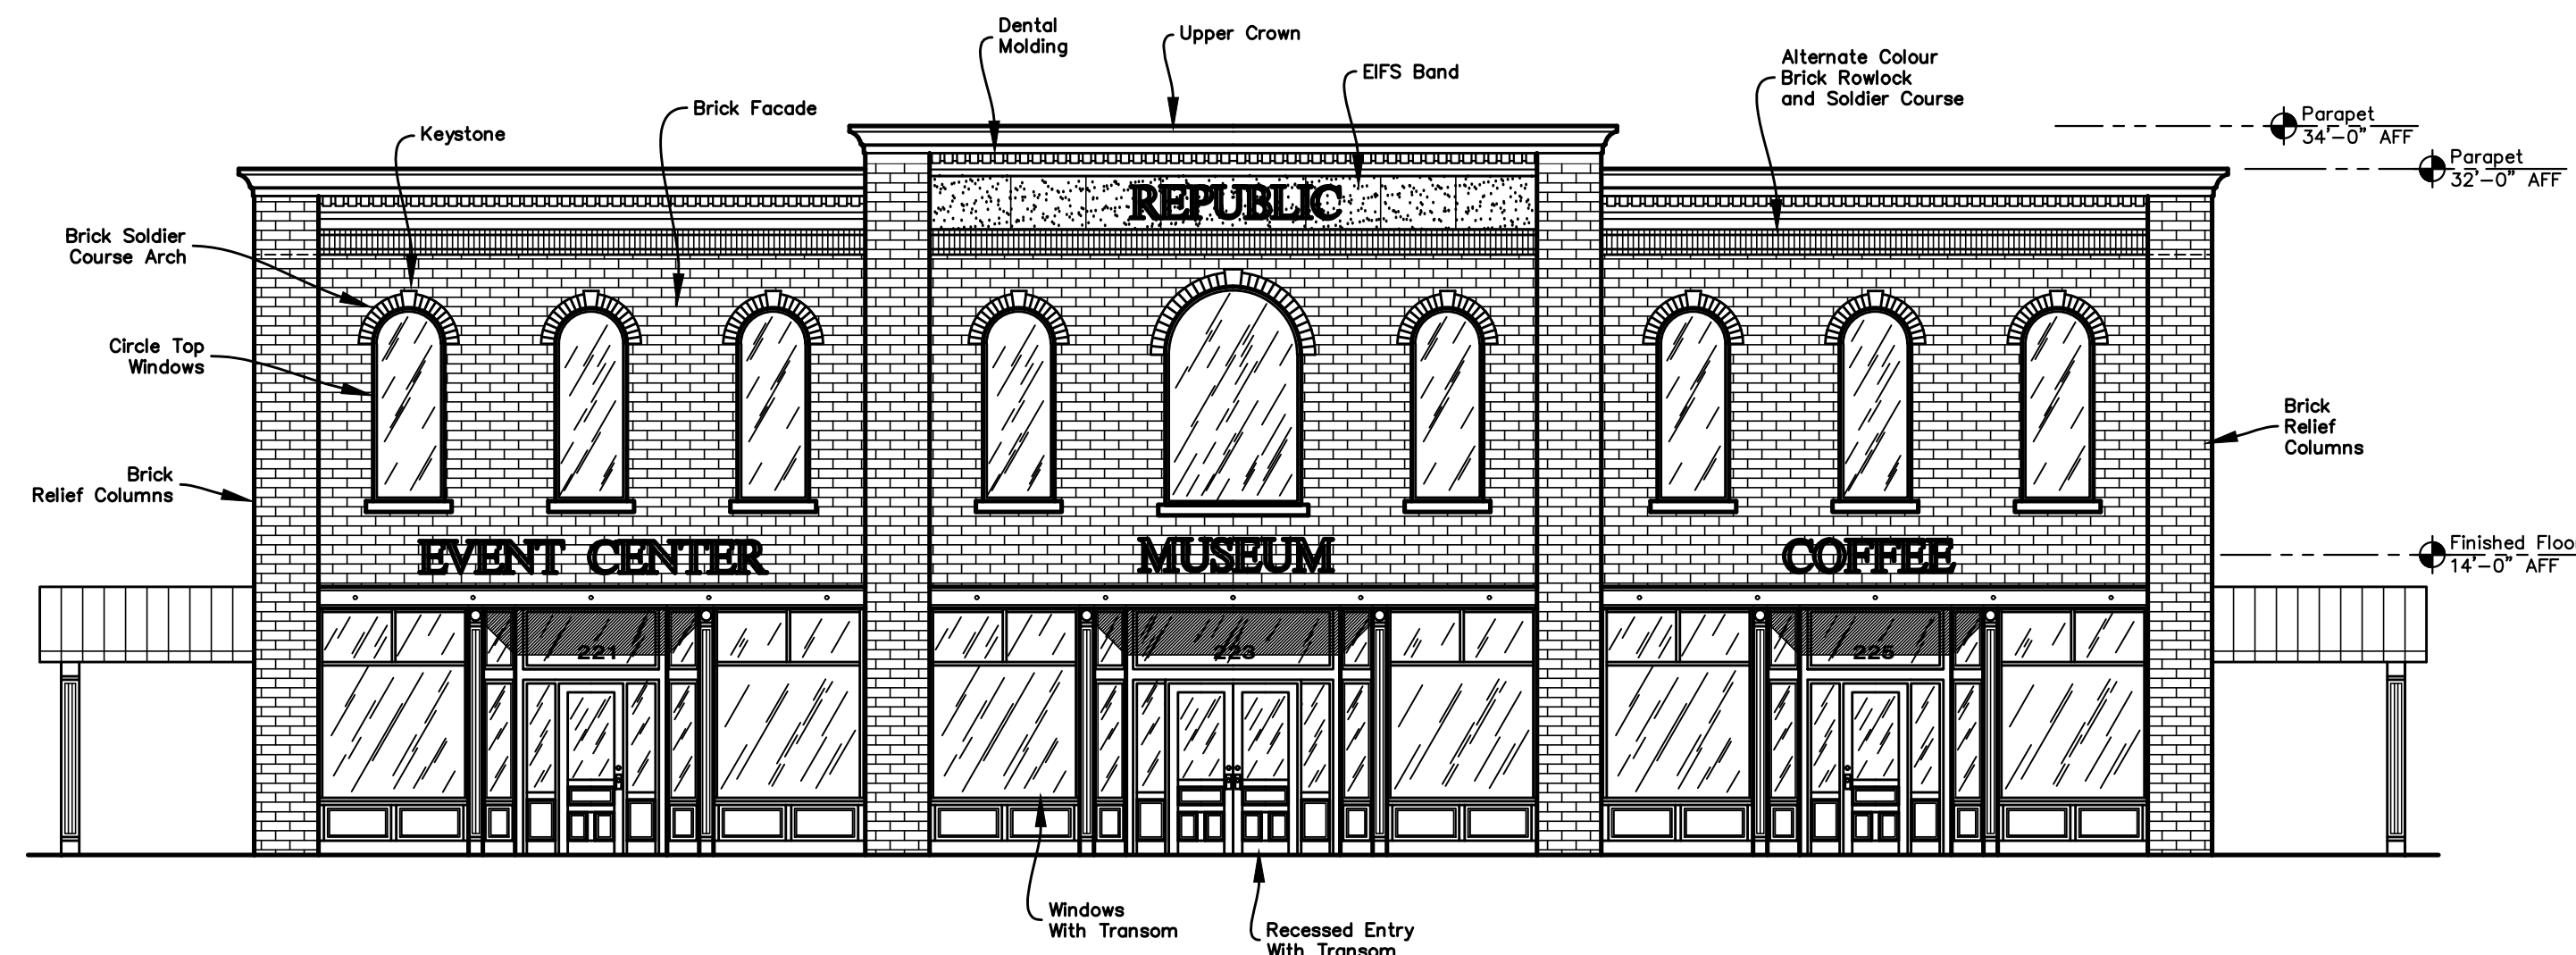 Dental
Molding
Upper Crown
EIFS Band
Alternate Colour
Brick Rowlock
and Soldier Course
Brick Facade
Keystone
Parapet
34'-0" AFF
Parapet
32'-0" AFF
REPUBLIC
Brick Soldier
Course Arch
Circle Top
Windows
Brick
Relief Columns
Brick
Relief
Columns
EVENT CENTER
MUSEUM
COFFEE
Finished Floo
14'-0" AFF
221
223
225
Windows
With Transom
Recessed Entry
With Transom